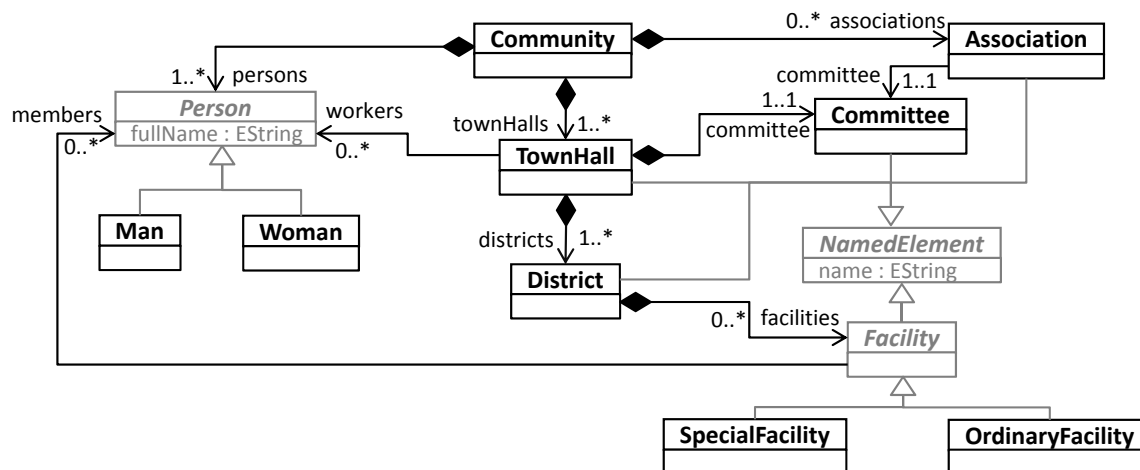 Community
0..* associations
Association
1..* persons
committee
1..1
members
Person
workers
1..1
Committee
fullName : EString
townHalls
1..*
committee
0..*
0..*
TownHall
Man
Woman
districts
1..*
NamedElement
name : EString
District
0..*
facilities
Facility
SpecialFacility
OrdinaryFacility